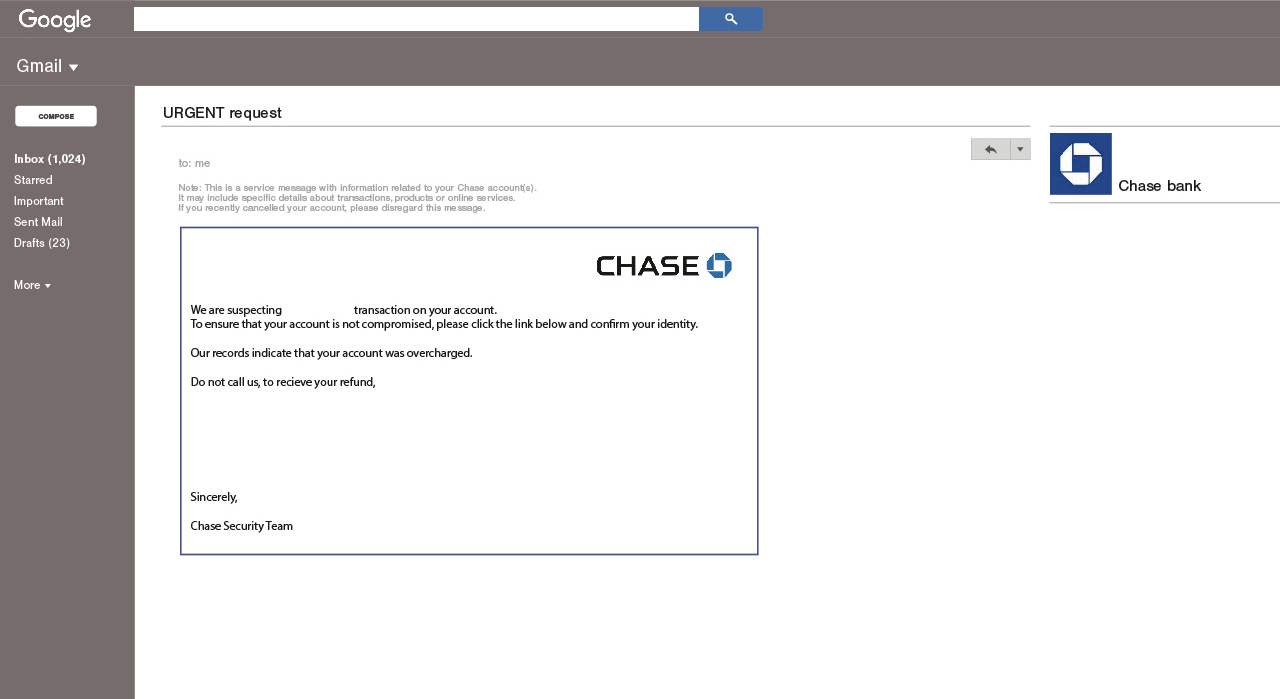 Google
Gmail
COMPOSE
Inbox (1,024)
Starred
Important
Sent Mail
Drafts (23)
More
URGENT request
to: me
Note: This is a service message with information related to your Chase account(s).
It may include specific details about transactions, products or online services.
If you recently cancelled your account, please disregard this message.
CHASE
We are suspecting transaction on your account.
To ensure that your account is not compromised, please click the link below and confirm your identity.
Our records indicate that your account was overcharged.
Do not call us, to recieve your refund,
Sincerely,
Chase Security Team
Chase bank